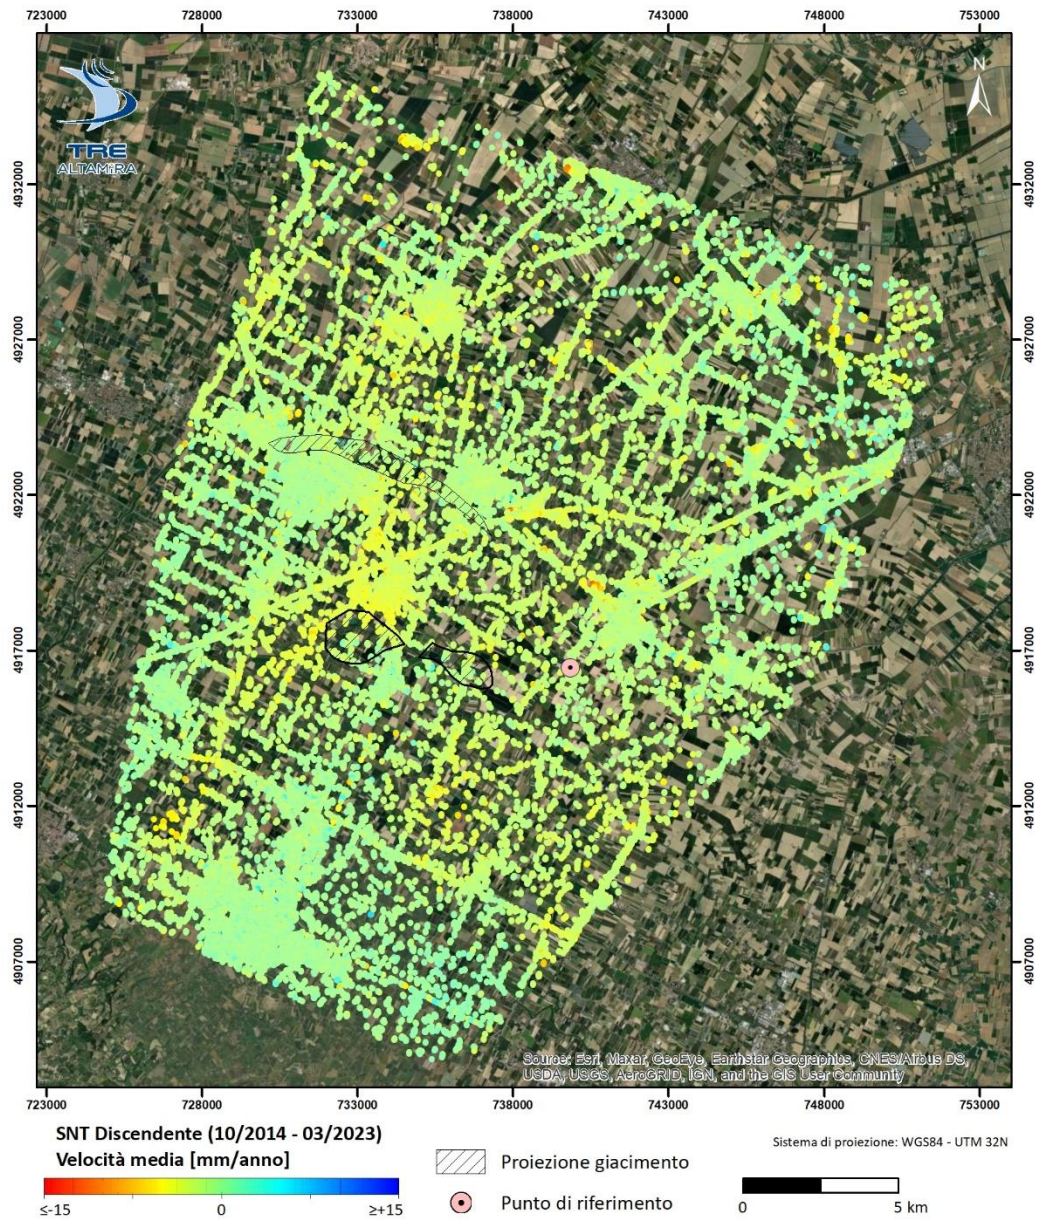 723000 728000 733000 738000 743000 748000 753000
N
TRE
ALTAMIRA
4932000 4932000
4927000 4927000
4922000 4922000
4917000 4917000
4912000 4912000
4907000 4907000
Source: Esri, Maxar, GeoEye, Earthstar Geographics, CNES/Airbus DS,
USDA, USGS, AeroGRID, IGN, and the GIS User Community
723000 728000 733000 738000 743000 748000 753000
SNT Discendente (10/2014 - 03/2023)
Sistema di proiezione: WGS84 - UTM 32N
Velocità media [mm/anno]
Proiezione giacimento
≤-15 0 ≥+15
Punto di riferimento
0 5 km